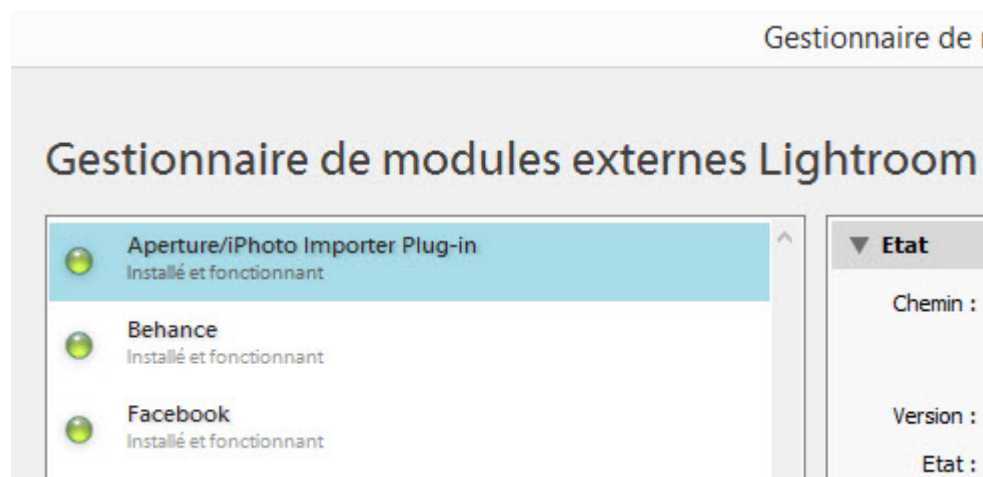 Gestionnaire de
Gestionnaire de modules externes Lightroom
Aperture/iPhoto Importer Plug-in
Installé et fonctionnant
Behance
Installé et fonctionnant
Facebook
Installé et fonctionnant
Etat
Chemin :
Version :
Etat :